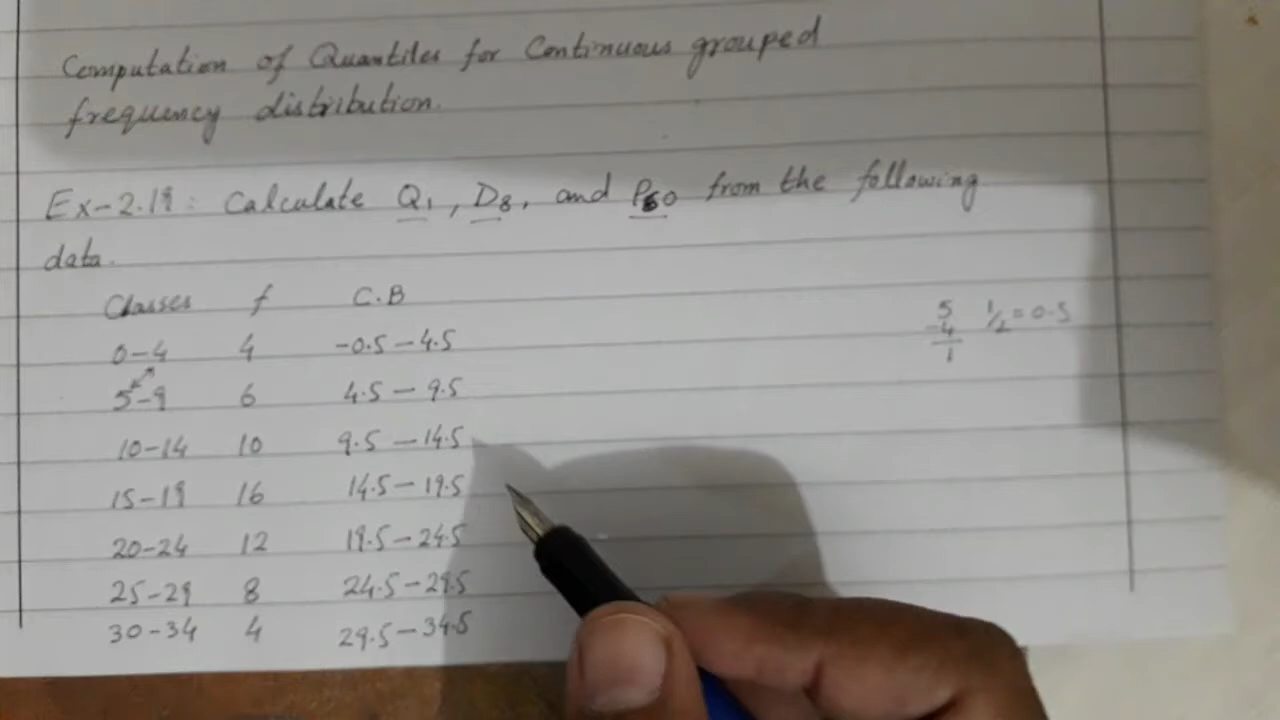 Computation of Quantiles for Continuous grouped
frequency distribution.
Ex-2.19: Calculate Q1, D8, and P60 from the following
data.
Classes f C.B
0-4 4 -0.5-4.5
5-9 6 4.5-9.5
10-14 10 9.5-14.5
15-19 16 14.5-19.5
20-24 12 19.5-24.5
25-29 8 24.5-29.5
30-34 4 29.5-34.5
5 1/2=0.5
-4
1